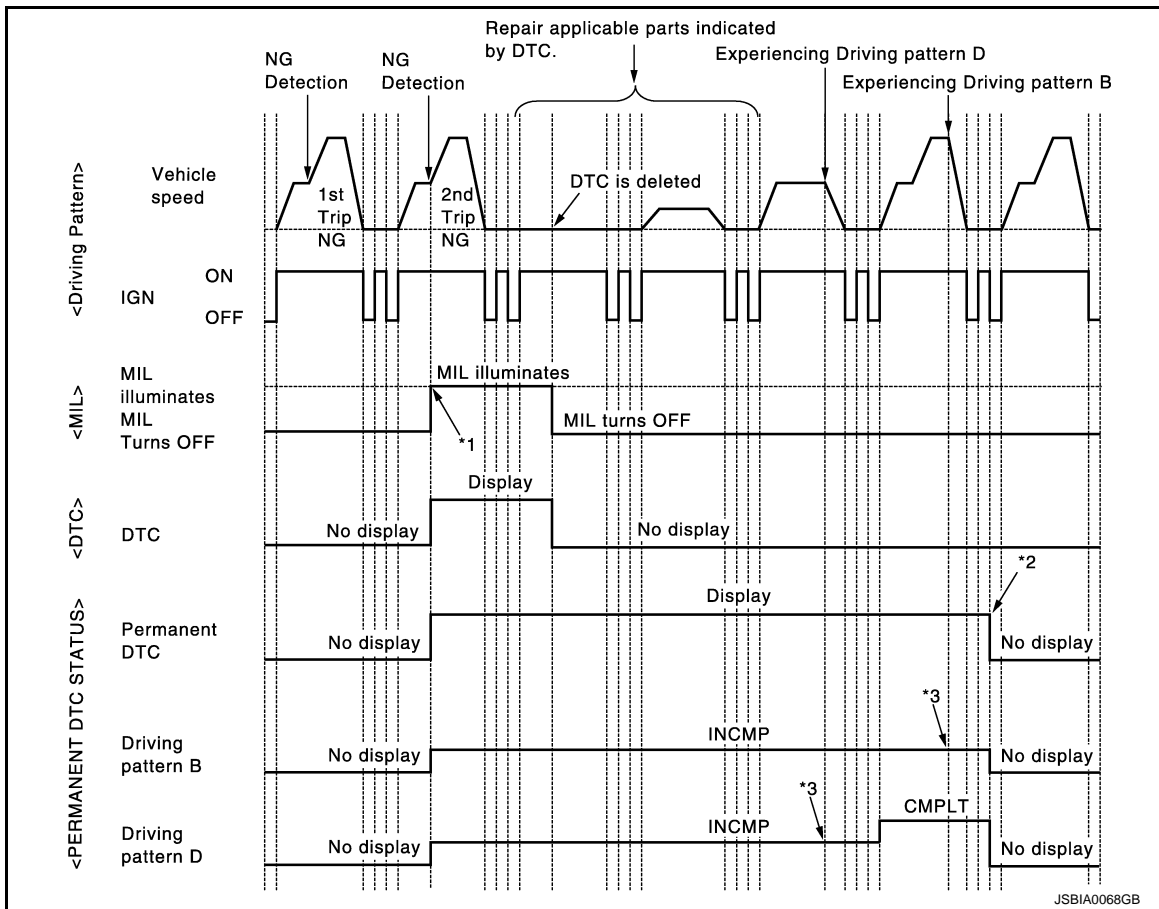 Repair applicable parts indicated
by DTC.
NG
Detection
NG
Detection
Experiencing Driving pattern D
Experiencing Driving pattern B
<Driving Pattern>
Vehicle
speed
1st
Trip
NG
2nd
Trip
NG
DTC is deleted
IGN
ON
OFF
<MIL>
MIL
illuminates
MIL
Turns OFF
MIL illuminates
*1
MIL turns OFF
<DTC>
DTC
No display
Display
No display
<PERMANENT DTC STATUS>
Permanent
DTC
No display
Display
*2
No display
Driving
pattern B
No display
INCMP
*3
No display
Driving
pattern D
No display
INCMP
*3
CMPLT
No display
JSBIA0068GB